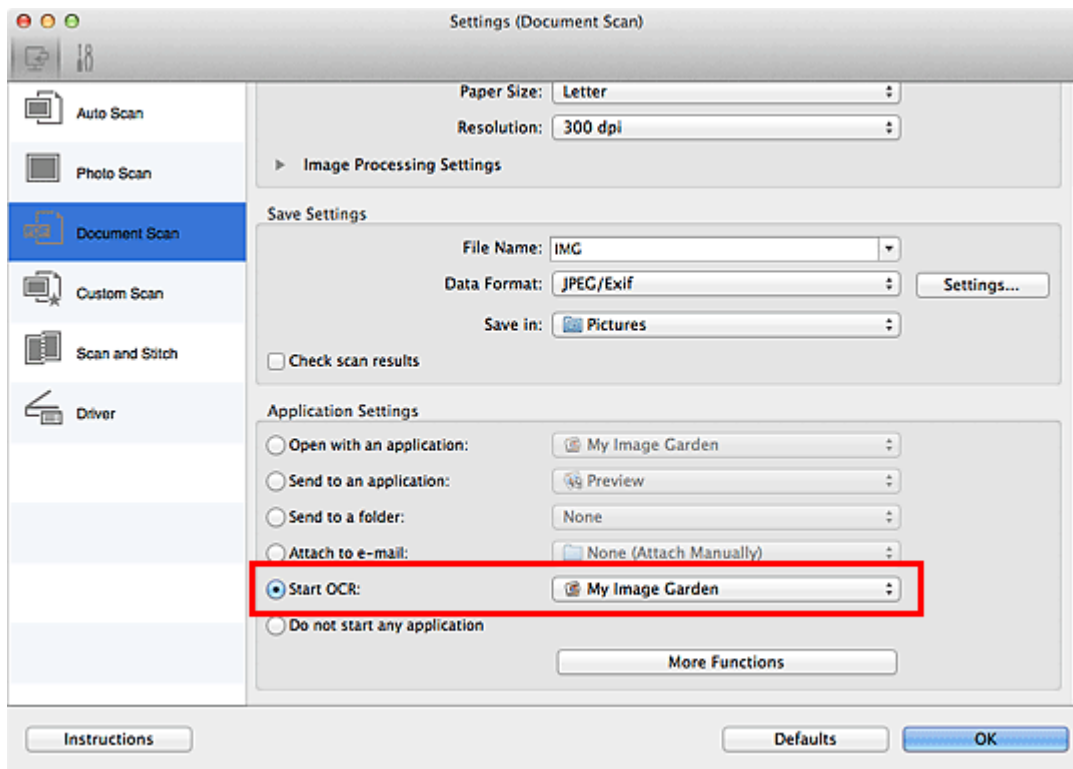 Settings (Document Scan)
Auto Scan
Photo Scan
PDF
Document Scan
Custom Scan
Scan and Stitch
Driver
Paper Size: Letter
Resolution: 300 dpi
Image Processing Settings
Save Settings
File Name: IMG
Data Format: JPEG/Exif Settings...
Save in: Pictures
Check scan results
Application Settings
Open with an application: My Image Garden
Send to an application: Preview
Send to a folder: None
Attach to e-mail: None (Attach Manually)
Start OCR: My Image Garden
Do not start any application
More Functions
Instructions Defaults OK